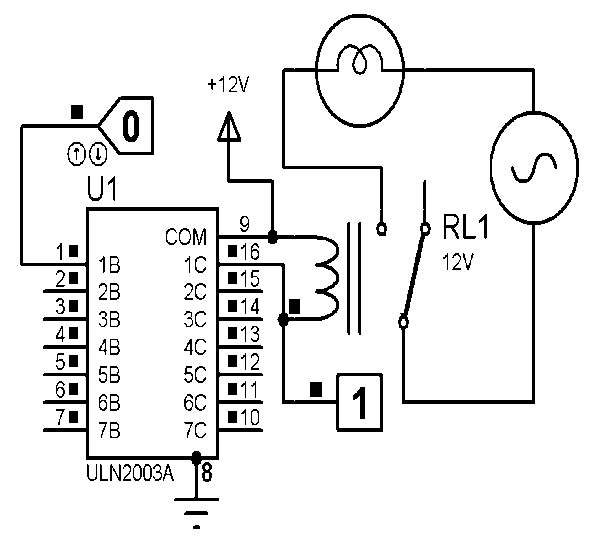 +12V
0
U1
COM 9
1 1B 1C 16
2 2B 2C 15
3 3B 3C 14
4 4B 4C 13
5 5B 5C 12
6 6B 6C 11
7 7B 7C 10
ULN2003A 8
RL1
12V
1